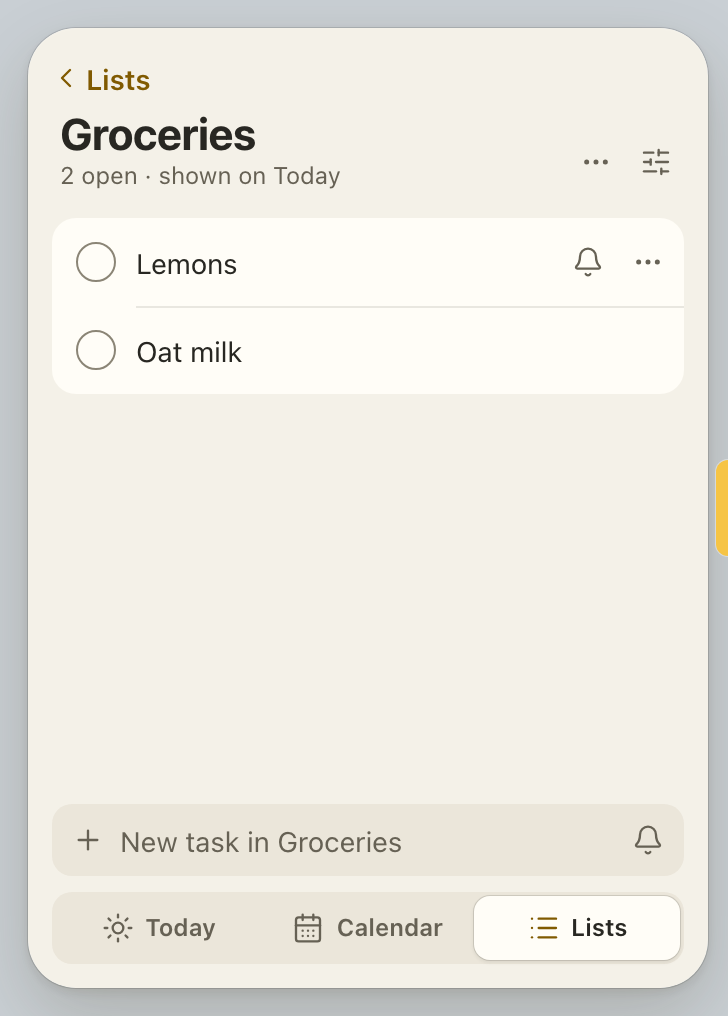 Lists
Groceries
2 open · shown on Today
Lemons
Oat milk
New task in Groceries
Today
Calendar
Lists